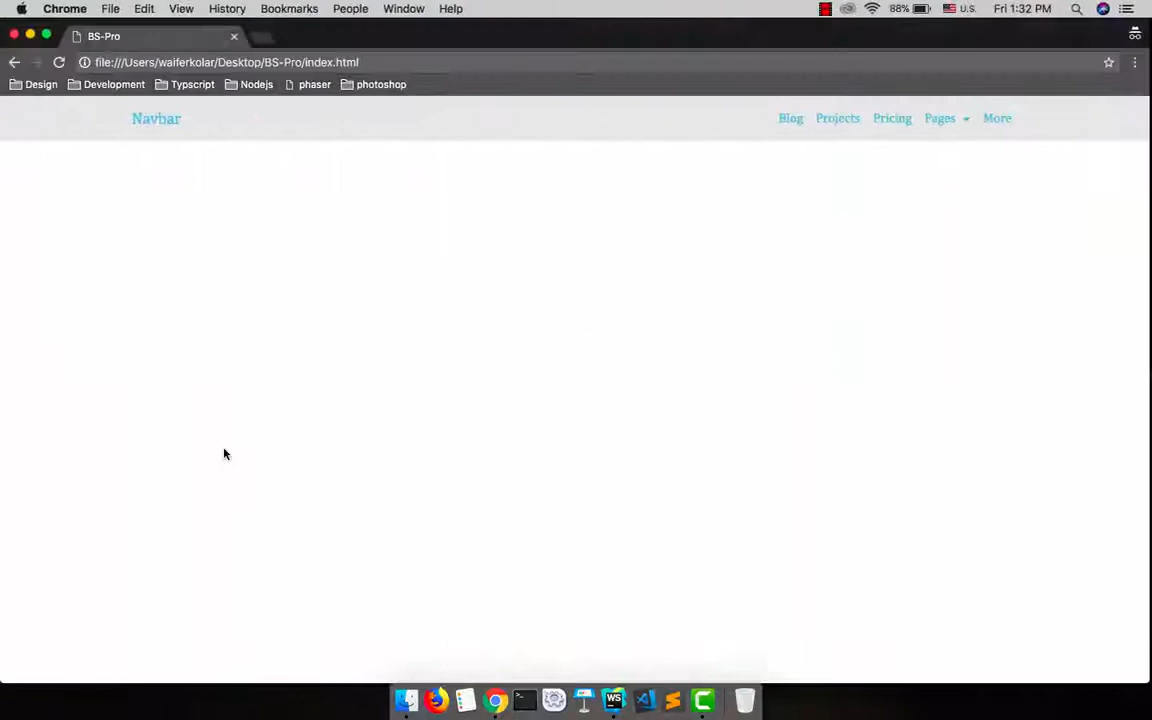 Chrome File Edit View History Bookmarks People Window Help 88% U.S. Fri 1:32 PM
BS-Pro
file:///Users/waiferkolar/Desktop/BS-Pro/index.html
Design Development Typscript Nodejs phaser photoshop
Navbar Blog Projects Pricing Pages More
>_ WS